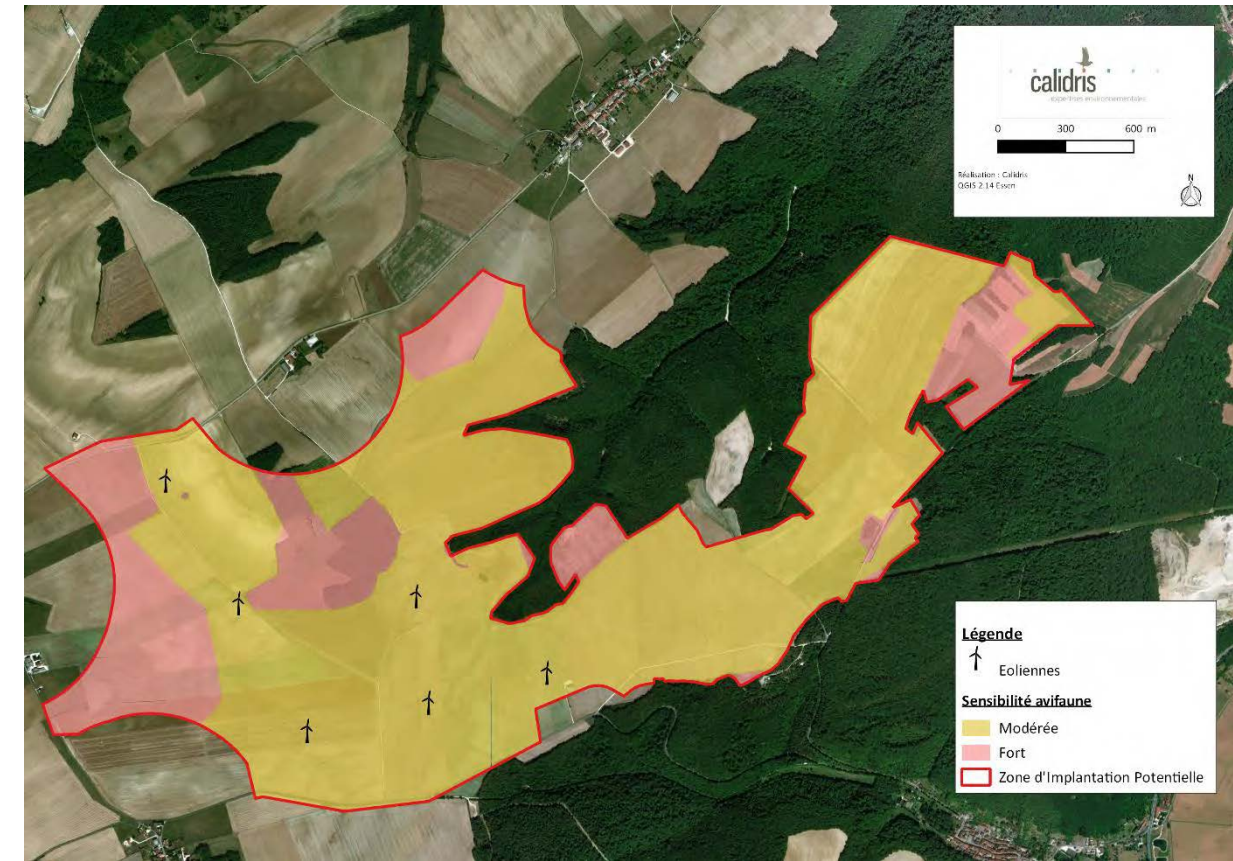 calidris
expertises environnementales
0 300 600 m
Réalisation : Calidris
QGIS 2.14 Essen
N
Légende
Eoliennes
Sensibilité avifaune
Modérée
Fort
Zone d'Implantation Potentielle